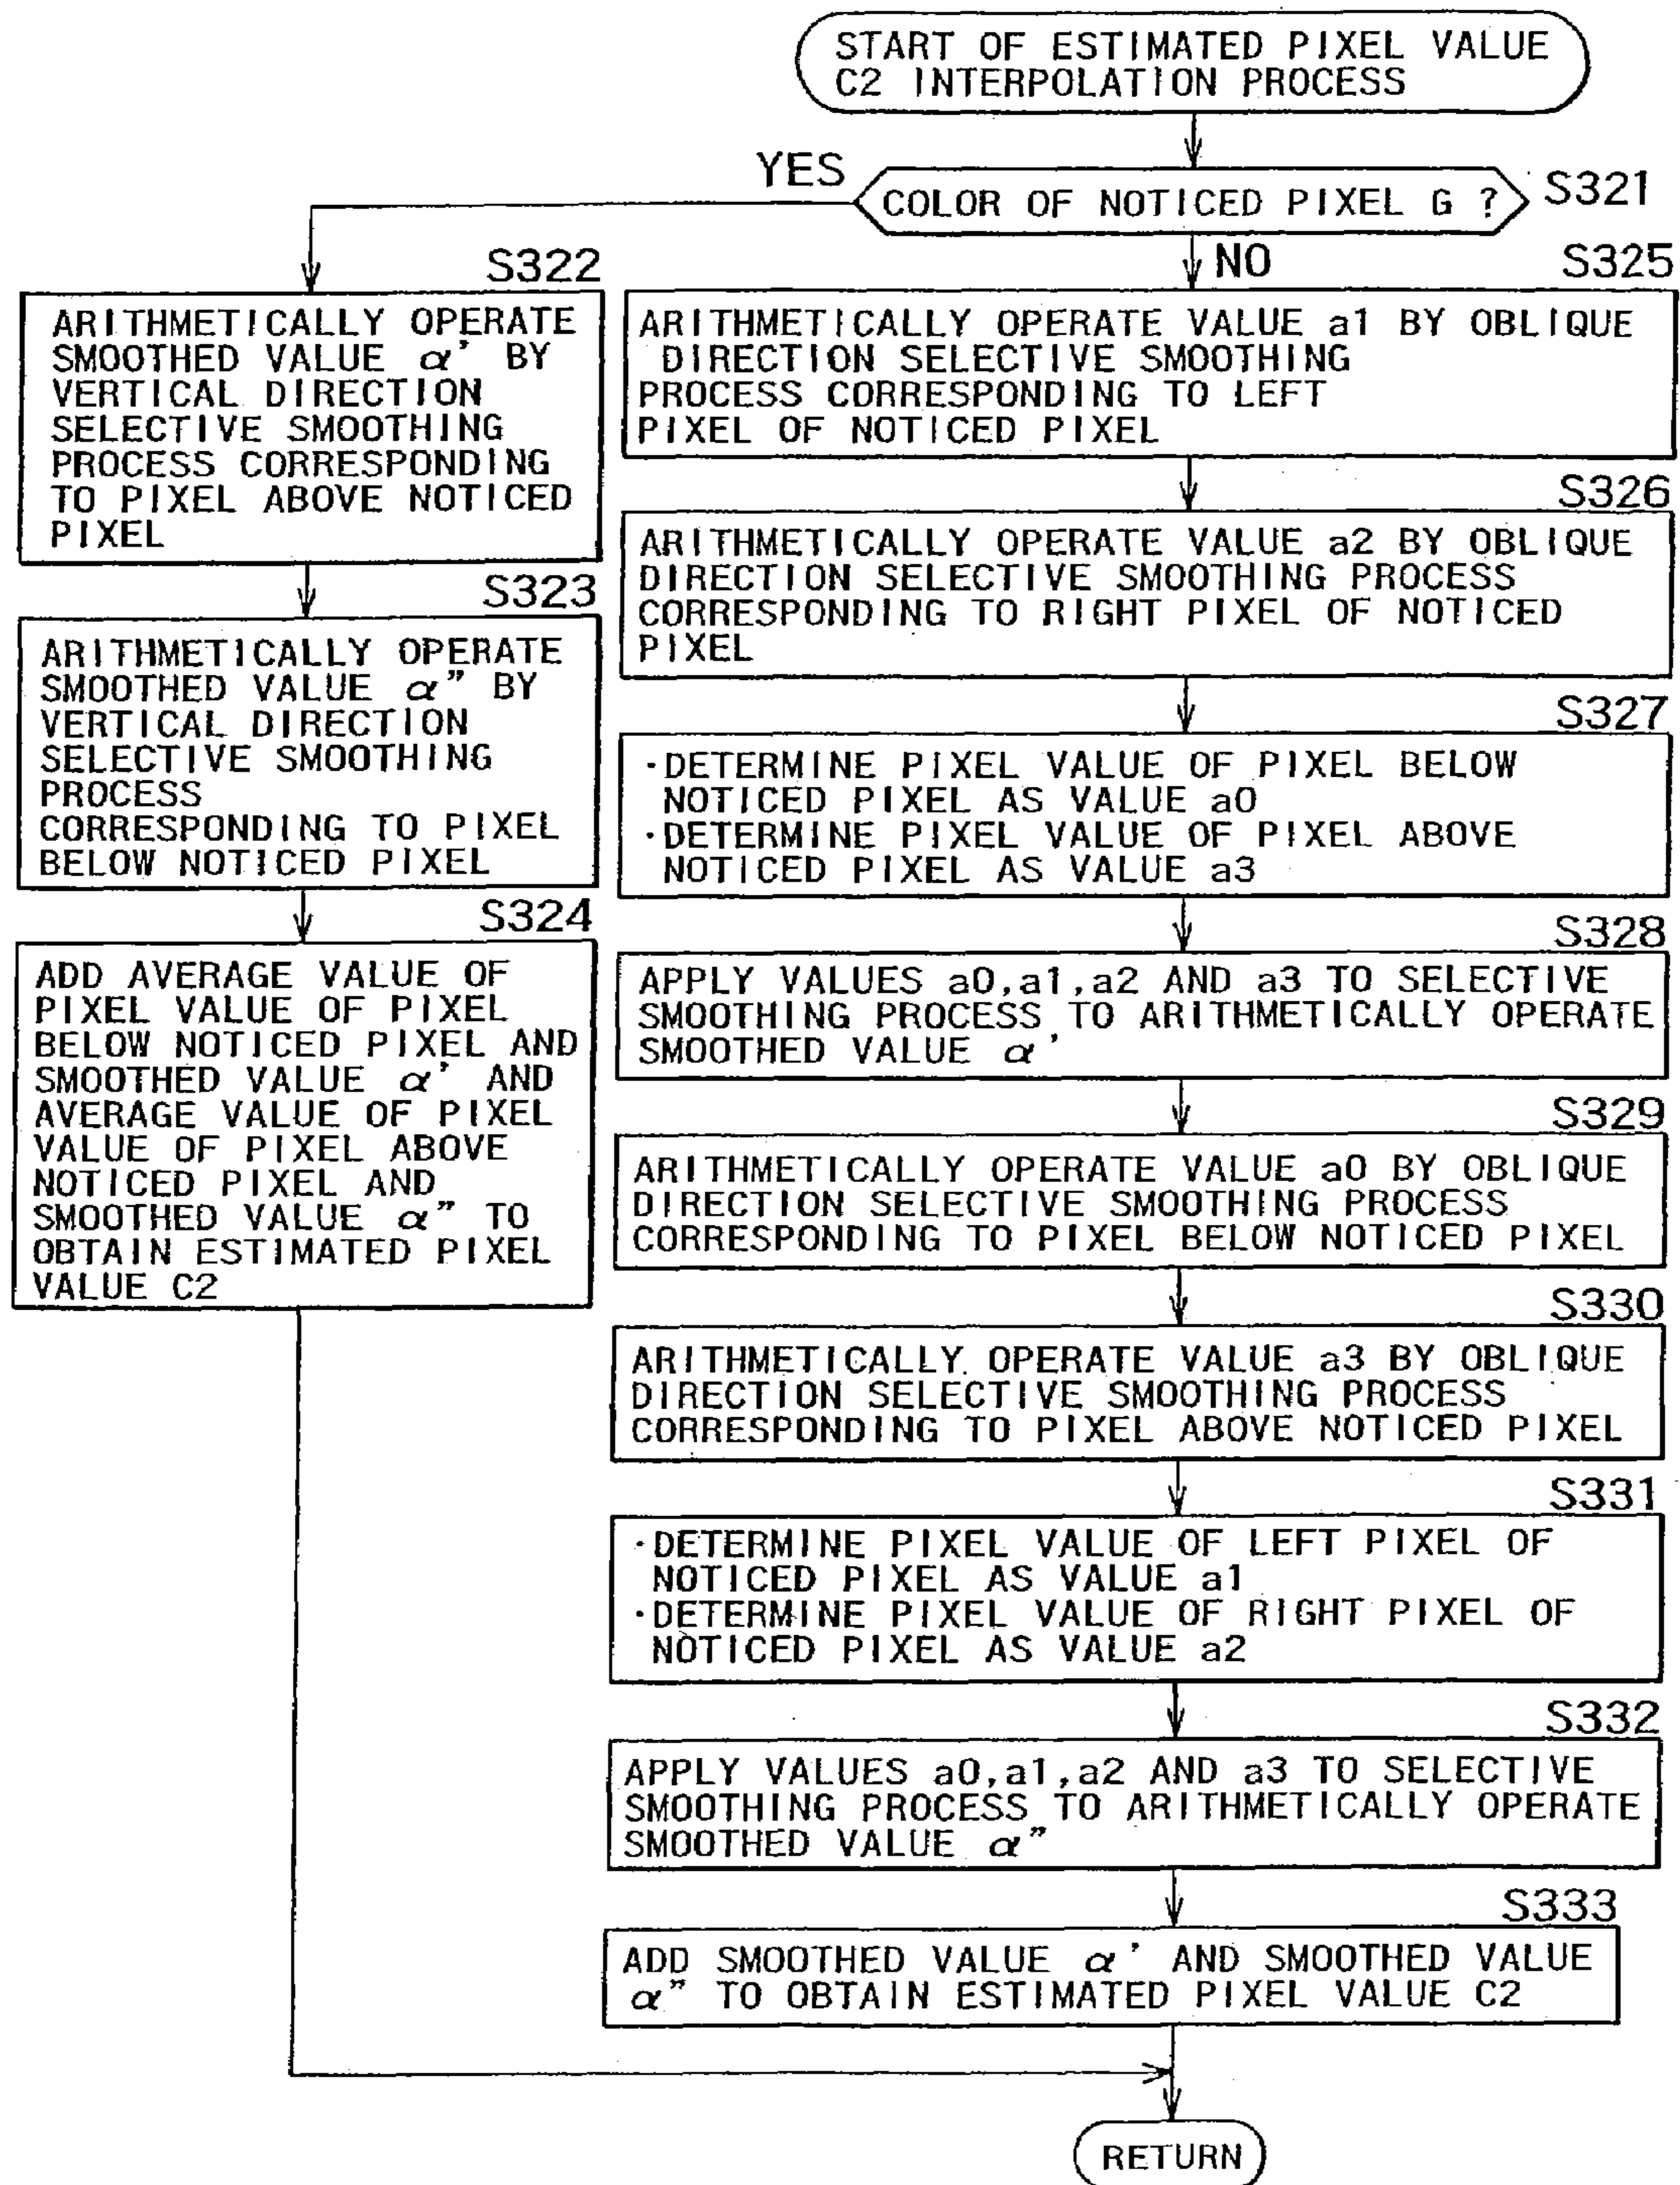 START OF ESTIMATED PIXEL VALUE
C2 INTERPOLATION PROCESS
YES
COLOR OF NOTICED PIXEL G ?
S321
NO
S322
ARITHMETICALLY OPERATE
SMOOTHED VALUE α' BY
VERTICAL DIRECTION
SELECTIVE SMOOTHING
PROCESS CORRESPONDING
TO PIXEL ABOVE NOTICED
PIXEL
S323
ARITHMETICALLY OPERATE
SMOOTHED VALUE α" BY
VERTICAL DIRECTION
SELECTIVE SMOOTHING
PROCESS
CORRESPONDING TO PIXEL
BELOW NOTICED PIXEL
S324
ADD AVERAGE VALUE OF
PIXEL VALUE OF PIXEL
BELOW NOTICED PIXEL AND
SMOOTHED VALUE α' AND
AVERAGE VALUE OF PIXEL
VALUE OF PIXEL ABOVE
NOTICED PIXEL AND
SMOOTHED VALUE α" TO
OBTAIN ESTIMATED PIXEL
VALUE C2
S325
ARITHMETICALLY OPERATE VALUE a1 BY OBLIQUE
DIRECTION SELECTIVE SMOOTHING
PROCESS CORRESPONDING TO LEFT
PIXEL OF NOTICED PIXEL
S326
ARITHMETICALLY OPERATE VALUE a2 BY OBLIQUE
DIRECTION SELECTIVE SMOOTHING PROCESS
CORRESPONDING TO RIGHT PIXEL OF NOTICED
PIXEL
S327
·DETERMINE PIXEL VALUE OF PIXEL BELOW
NOTICED PIXEL AS VALUE a0
·DETERMINE PIXEL VALUE OF PIXEL ABOVE
NOTICED PIXEL AS VALUE a3
S328
APPLY VALUES a0,a1,a2 AND a3 TO SELECTIVE
SMOOTHING PROCESS TO ARITHMETICALLY OPERATE
SMOOTHED VALUE α'
S329
ARITHMETICALLY OPERATE VALUE a0 BY OBLIQUE
DIRECTION SELECTIVE SMOOTHING PROCESS
CORRESPONDING TO PIXEL BELOW NOTICED PIXEL
S330
ARITHMETICALLY OPERATE VALUE a3 BY OBLIQUE
DIRECTION SELECTIVE SMOOTHING PROCESS
CORRESPONDING TO PIXEL ABOVE NOTICED PIXEL
S331
·DETERMINE PIXEL VALUE OF LEFT PIXEL OF
NOTICED PIXEL AS VALUE a1
·DETERMINE PIXEL VALUE OF RIGHT PIXEL OF
NOTICED PIXEL AS VALUE a2
S332
APPLY VALUES a0,a1,a2 AND a3 TO SELECTIVE
SMOOTHING PROCESS TO ARITHMETICALLY OPERATE
SMOOTHED VALUE α"
S333
ADD SMOOTHED VALUE α' AND SMOOTHED VALUE
α" TO OBTAIN ESTIMATED PIXEL VALUE C2
RETURN